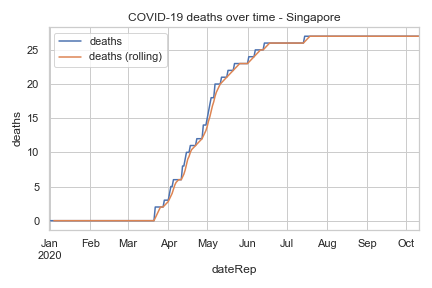 COVID-19 deaths over time - Singapore
deaths
deaths (rolling)
deaths
25
20
15
10
5
0
Jan Feb Mar Apr May Jun Jul Aug Sep Oct
2020
dateRep